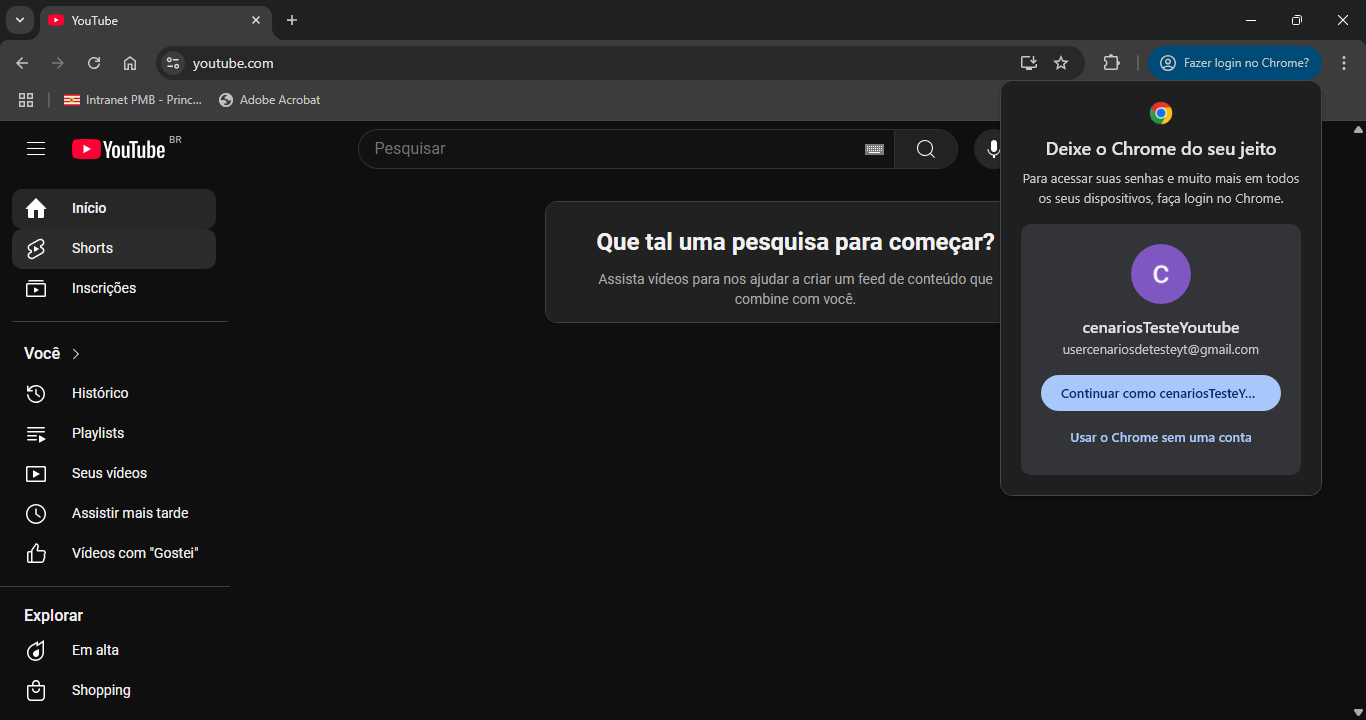 YouTube
youtube.com
Fazer login no Chrome?
Intranet PMB - Princ...
Adobe Acrobat
YouTube BR
Pesquisar
Início
Shorts
Inscrições
Você
Histórico
Playlists
Seus vídeos
Assistir mais tarde
Vídeos com "Gostei"
Explorar
Em alta
Shopping
Que tal uma pesquisa para começar?
Assista vídeos para nos ajudar a criar um feed de conteúdo que
combine com você.
Deixe o Chrome do seu jeito
Para acessar suas senhas e muito mais em todos
os seus dispositivos, faça login no Chrome.
C
cenariosTesteYoutube
usercenariosdetesteyt@gmail.com
Continuar como cenariosTesteY...
Usar o Chrome sem uma conta